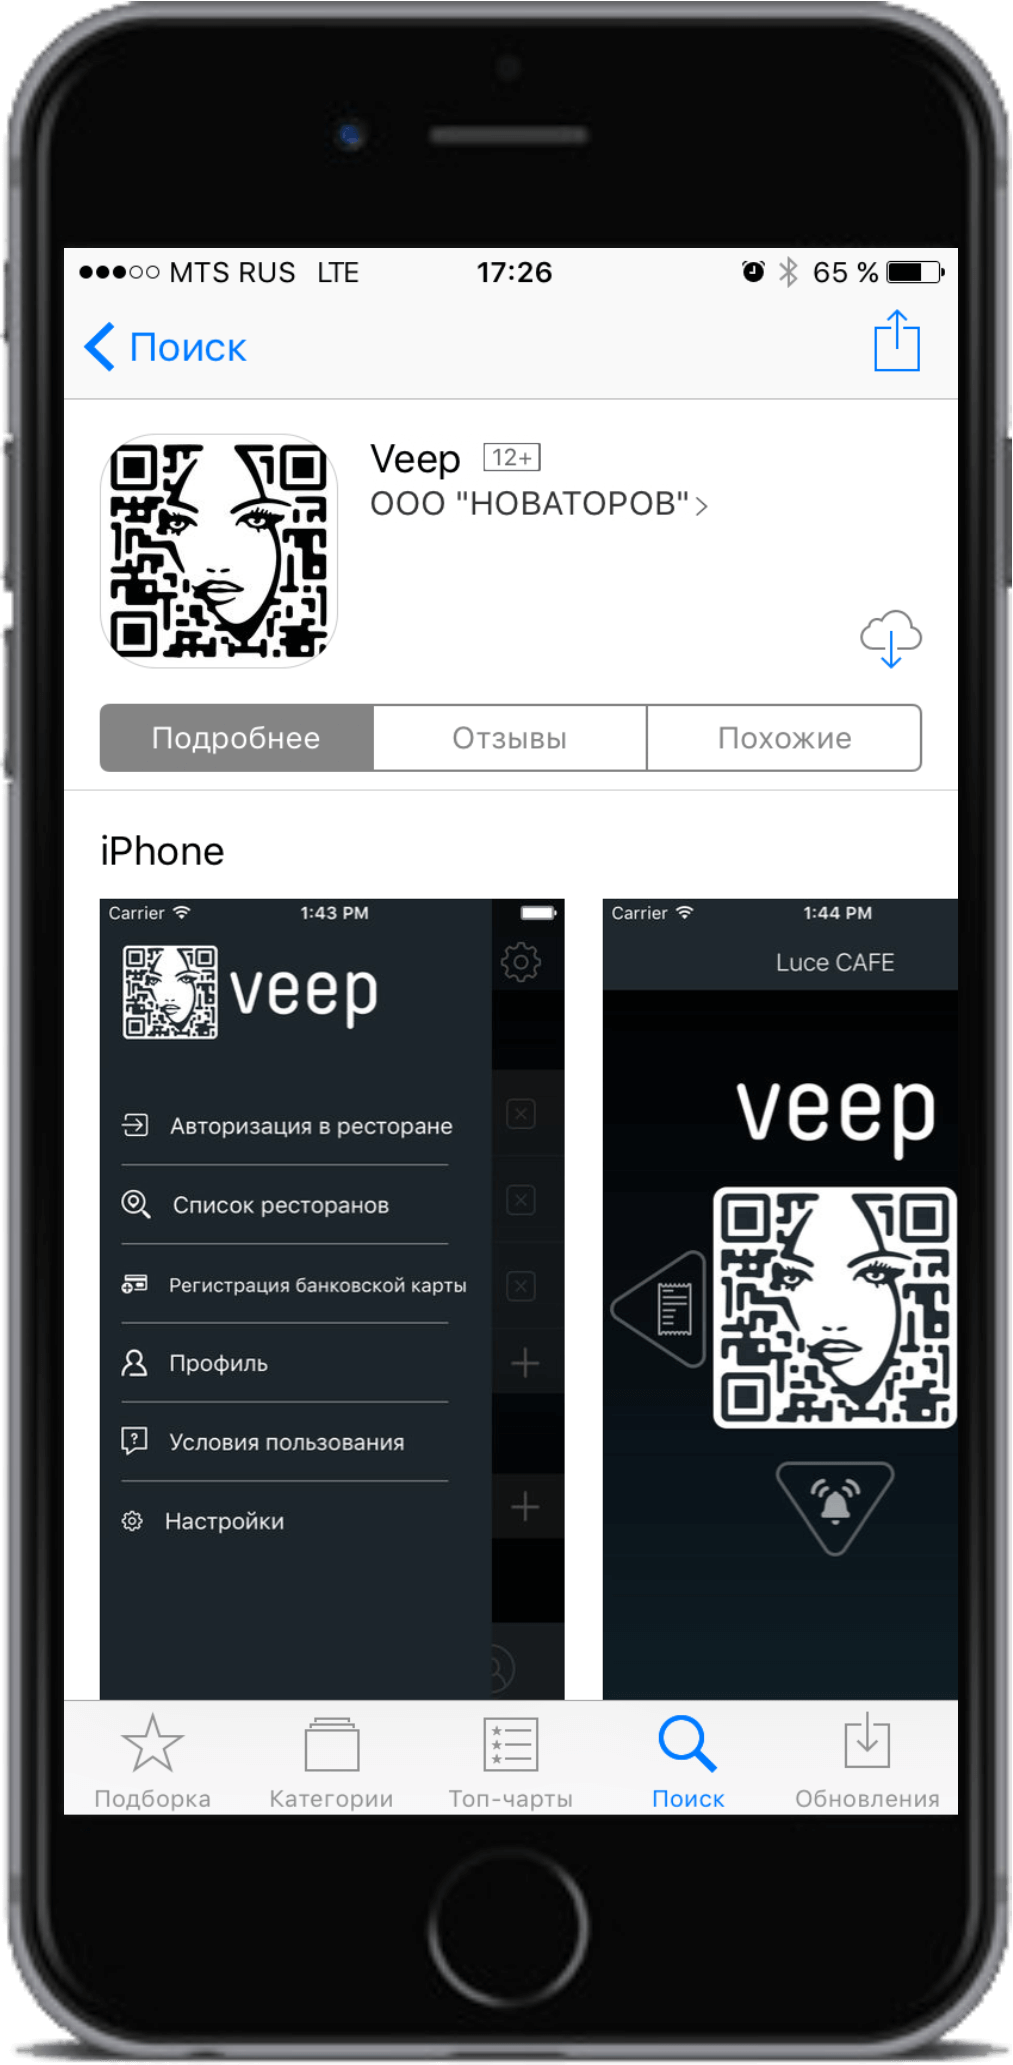 MTS RUS LTE 17:26 65 %
Поиск
Veep 12+
ООО "НОВАТОРОВ"
Подробнее Отзывы Похожие
iPhone
Carrier 1:43 PM
veep
Авторизация в ресторане
Список ресторанов
Регистрация банковской карты
Профиль
Условия пользования
Настройки
Carrier 1:44 PM
Luce CAFE
veep
Подборка Категории Топ-чарты Поиск Обновления